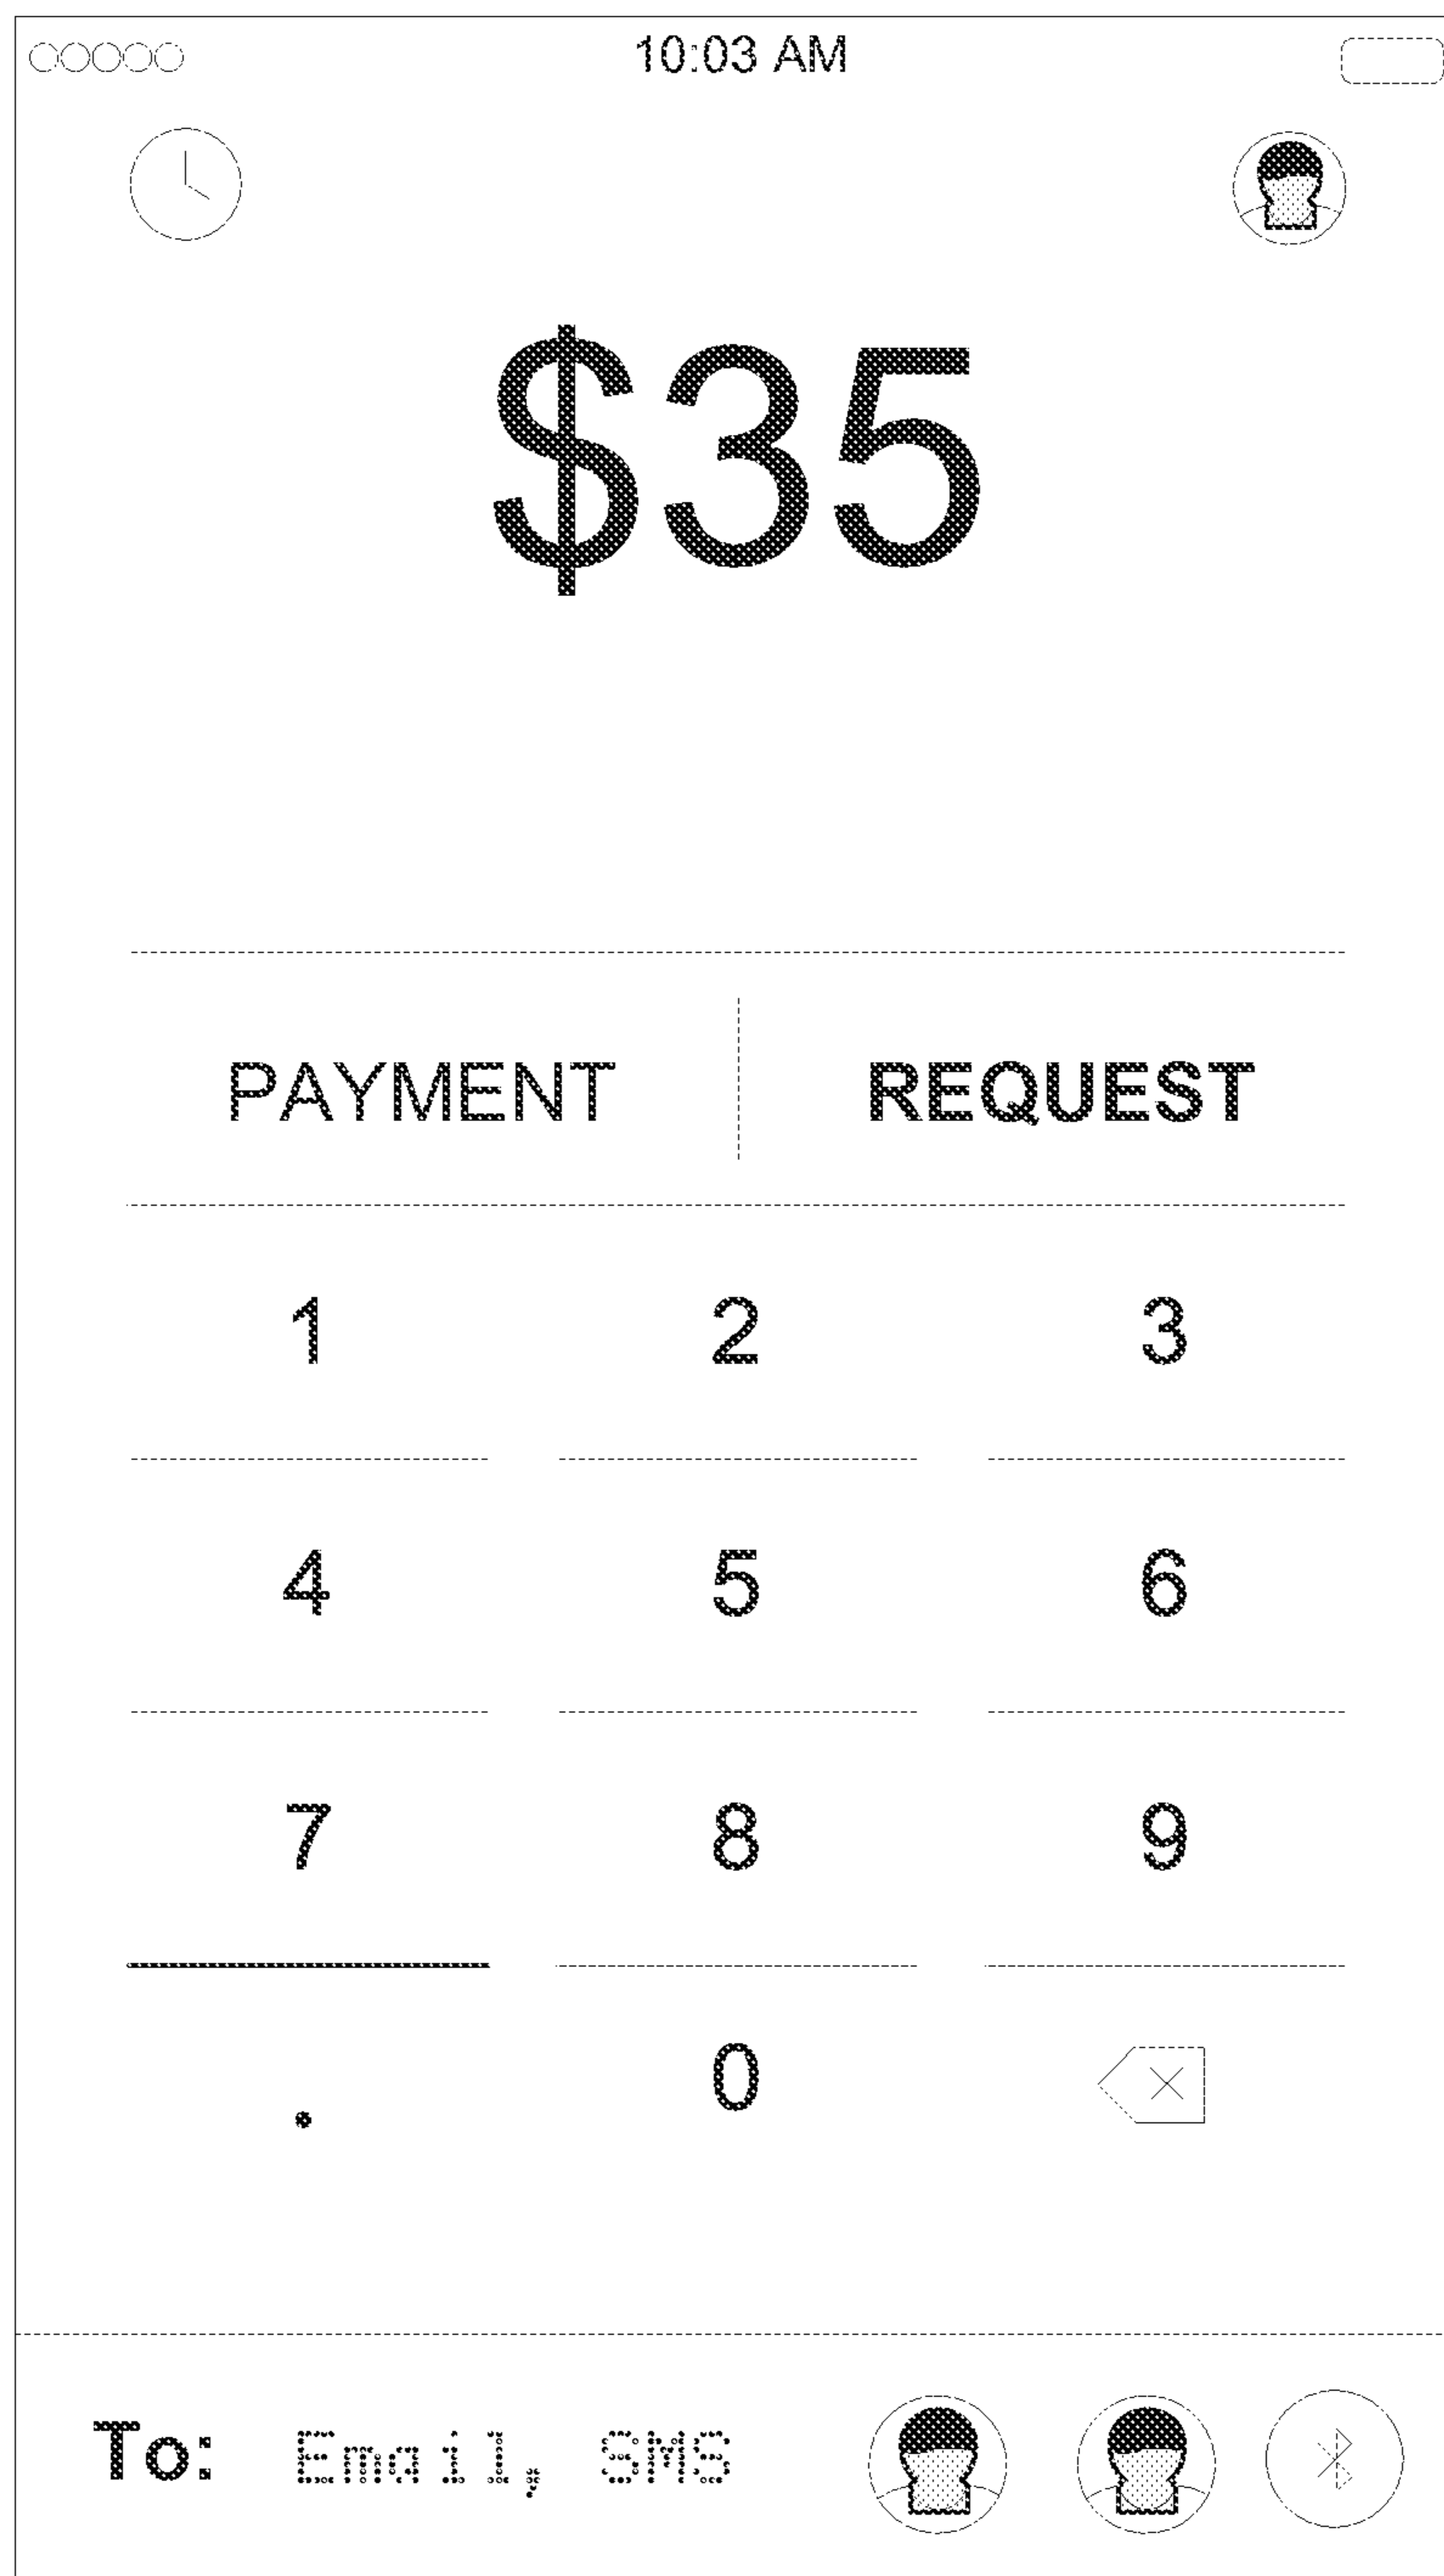 10:03 AM
$35
PAYMENT REQUEST
1 2 3
4 5 6
7 8 9
. 0
To: Email, SMS